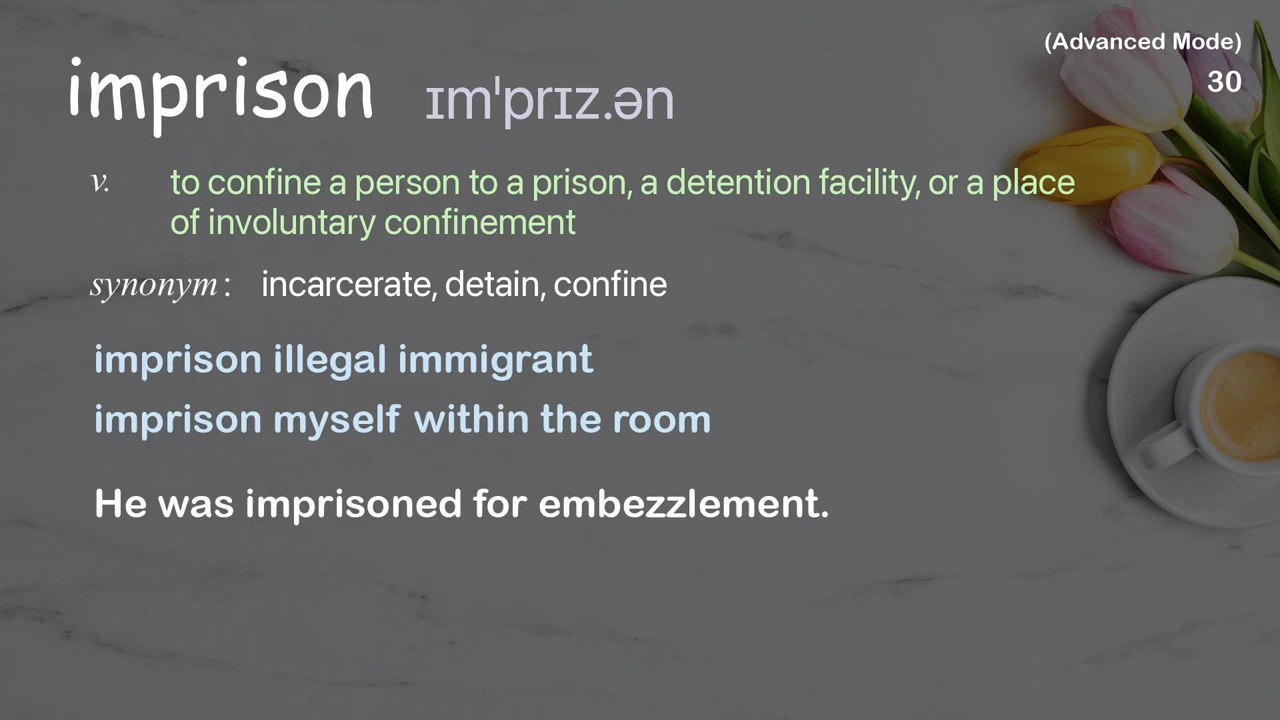 (Advanced Mode)
30
imprison ɪmˈprɪz.ən
v. to confine a person to a prison, a detention facility, or a place
of involuntary confinement
synonym: incarcerate, detain, confine
imprison illegal immigrant
imprison myself within the room
He was imprisoned for embezzlement.